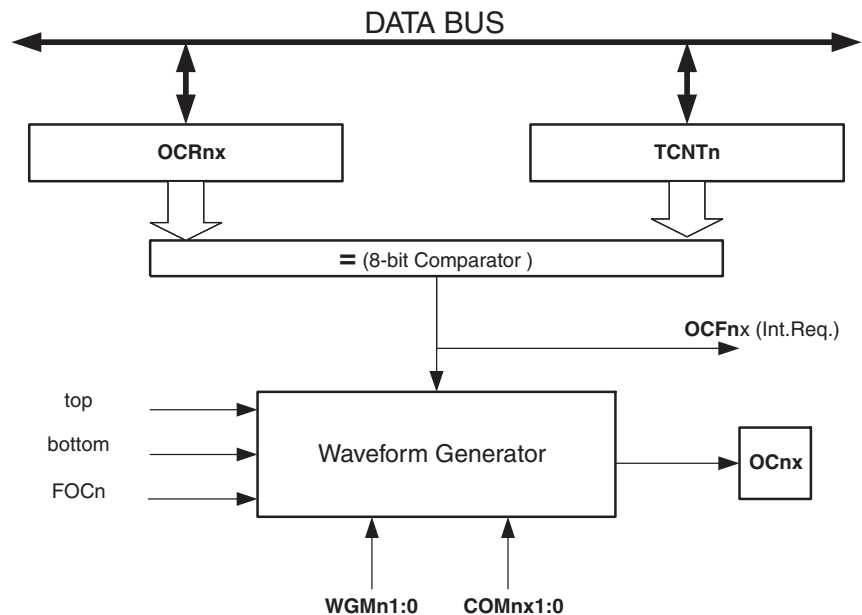 DATA BUS
OCRnx
TCNTn
= (8-bit Comparator )
OCFnx (Int.Req.)
top
bottom
FOCn
Waveform Generator
OCnx
WGMn1:0
COMnx1:0